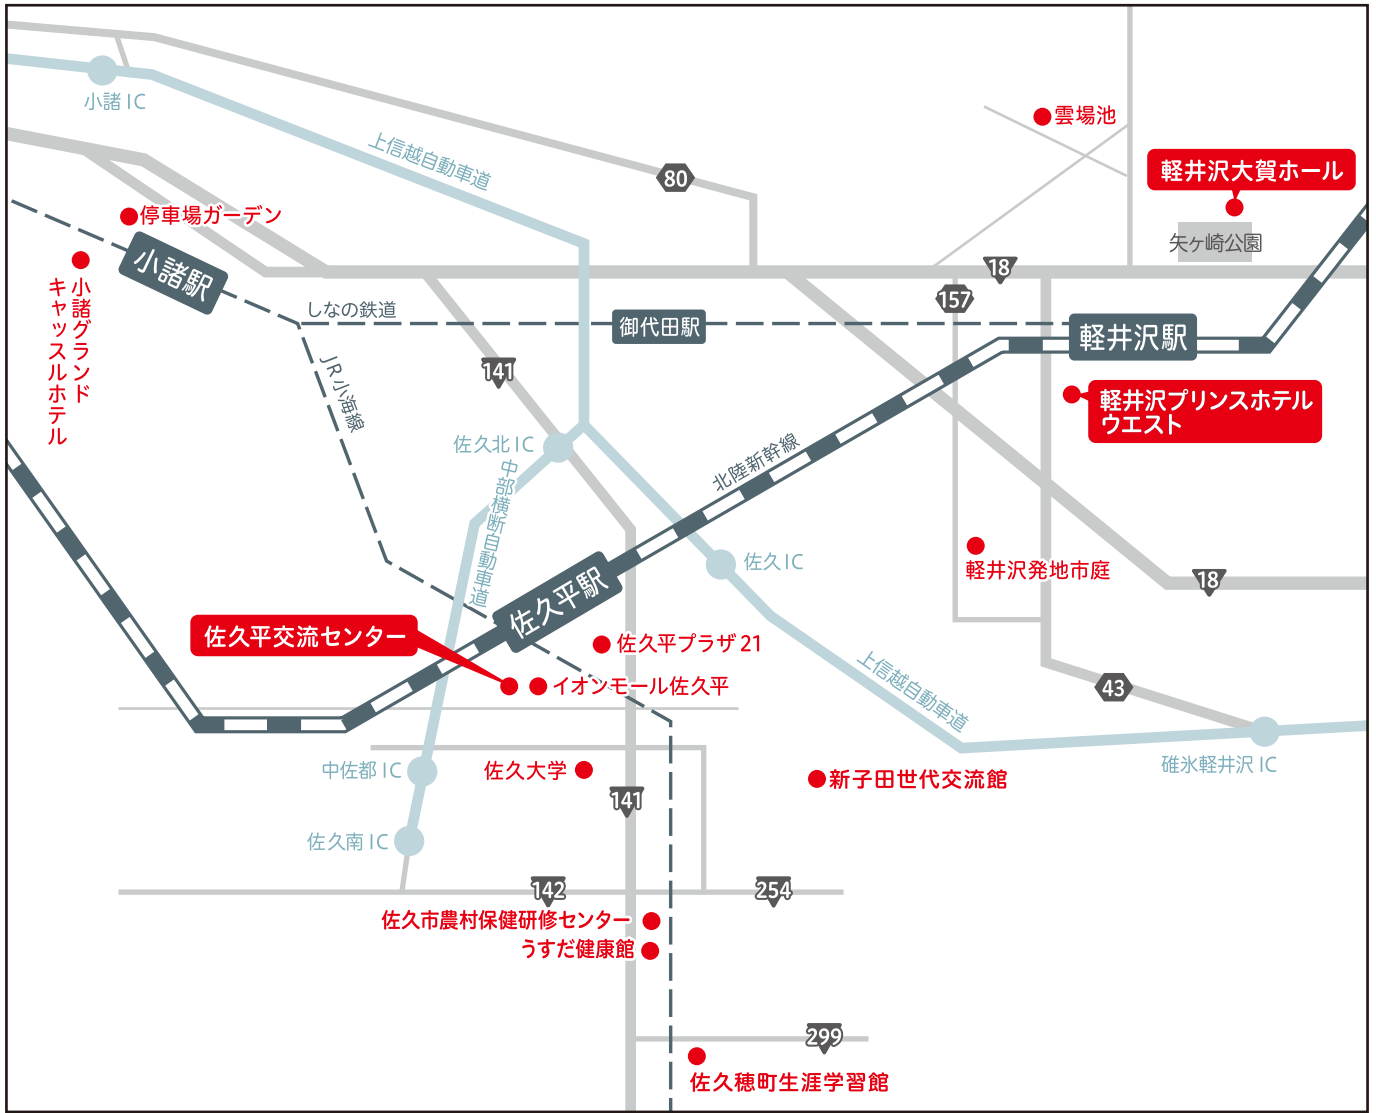 小諸 IC
上信越自動車道
雲場池
80
軽井沢大賀ホール
停車場ガーデン
矢ヶ崎公園
小諸駅
18
小諸グランド
キャッスルホテル
157
しなの鉄道
御代田駅
軽井沢駅
JR小海線
141
軽井沢プリンスホテル
ウエスト
佐久北 IC
北陸新幹線
中部横断自動車道
佐久 IC
軽井沢発地市庭
18
佐久平駅
佐久平交流センター
佐久平プラザ 21
イオンモール佐久平
上信越自動車道
43
中佐都 IC
佐久大学
碓氷軽井沢 IC
新子田世代交流館
141
佐久南 IC
142
254
佐久市農村保健研修センター
うすだ健康館
299
佐久穂町生涯学習館